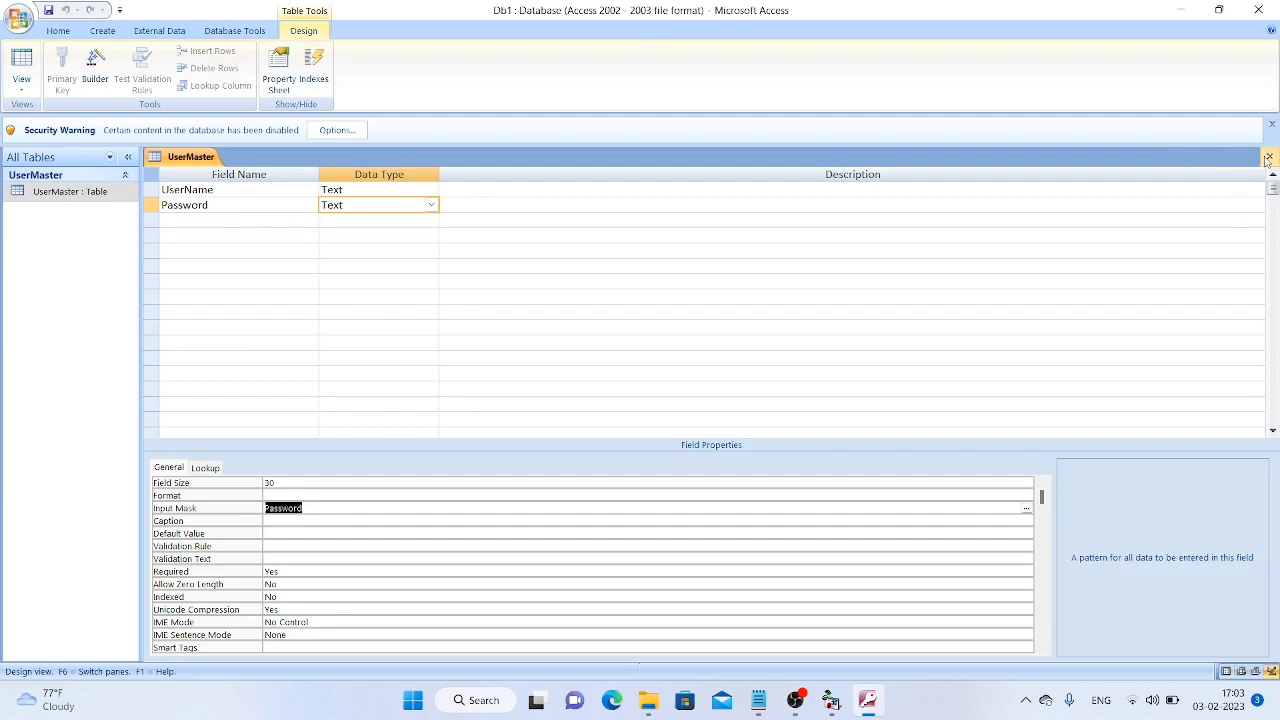 Table Tools
Db1 : Database (Access 2002 - 2003 file format) - Microsoft Access
Home Create External Data Database Tools Design
View
Primary Key
Builder
Test Validation Rules
Insert Rows
Delete Rows
Lookup Column
Property Sheet
Indexes
Views Tools Show/Hide
Security Warning Certain content in the database has been disabled Options...
All Tables
UserMaster
UserMaster : Table
UserMaster
Field Name Data Type Description
UserName Text
Password Text
Field Properties
General Lookup
Field Size 30
Format
Input Mask Password ...
Caption
Default Value
Validation Rule
Validation Text
Required Yes
Allow Zero Length No
Indexed No
Unicode Compression Yes
IME Mode No Control
IME Sentence Mode None
Smart Tags
A pattern for all data to be entered in this field
Design view. F6 = Switch panes. F1 = Help.
77°F
Cloudy
Search
ENG
17:03
03-02-2023
3